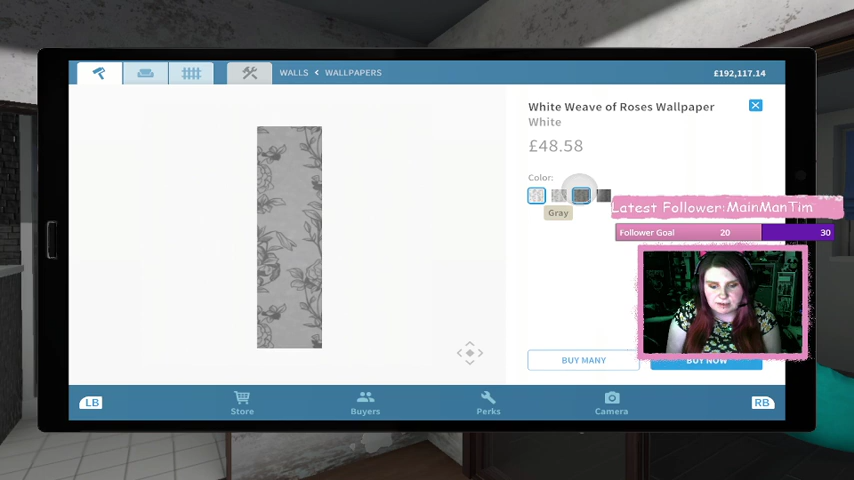 WALLS < WALLPAPERS
£192,117.14
White Weave of Roses Wallpaper
White
£48.58
Color:
Gray
Latest Follower:MainManTim
Follower Goal 20 30
BUY MANY
BUY NOW
LB
Store
Buyers
Perks
Camera
RB